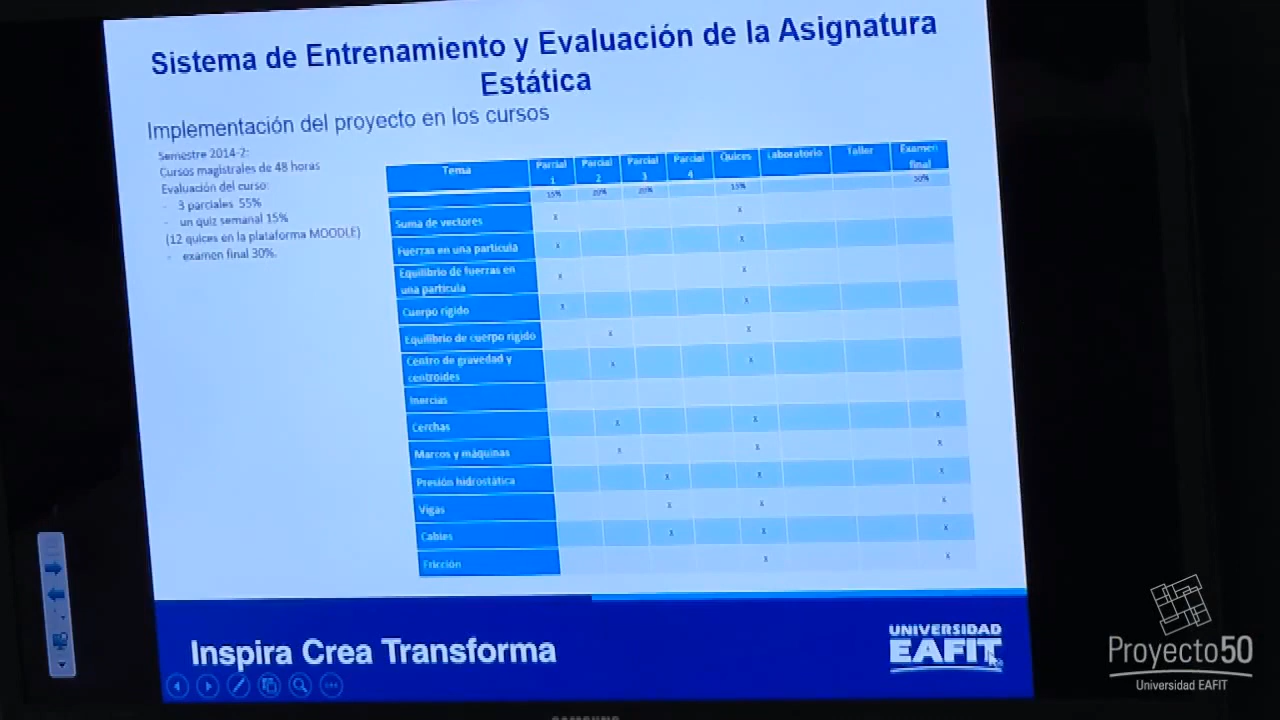 Sistema de Entrenamiento y Evaluación de la Asignatura
Estática
Implementación del proyecto en los cursos
Semestre 2014-2:
Cursos magistrales de 48 horas
Evaluación del curso:
- 3 parciales 55%
- un quiz semanal 15%
(12 quices en la plataforma MOODLE)
- examen final 30%.
Tema Parcial 1 Parcial 2 Parcial 3 Parcial 4 Quices Laboratorio Taller Examen final
15% 20% 20% 15% 30%
Suma de vectores x x
Fuerzas en una partícula x x
Equilibrio de fuerzas en
una partícula x x
Cuerpo rígido x x
Equilibrio de cuerpo rígido x x
Centro de gravedad y
centroides x x
Inercias
Cerchas x x x
Marcos y máquinas x x x
Presión hidrostática x x x
Vigas x x x
Cables x x x
Fricción x x
Inspira Crea Transforma
UNIVERSIDAD
EAFIT
Proyecto50
Universidad EAFIT
SAMSUNG